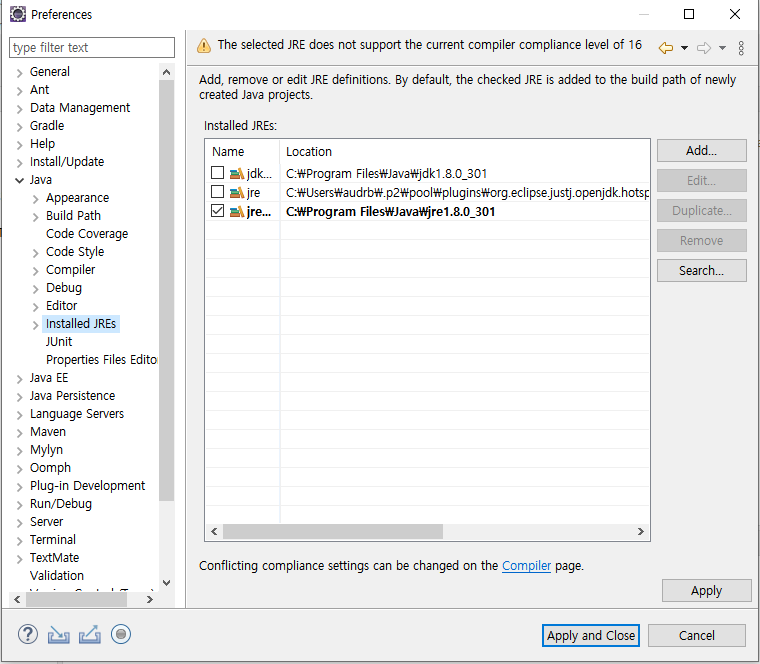 Preferences
type filter text
The selected JRE does not support the current compiler compliance level of 16
General
Ant
Data Management
Gradle
Help
Install/Update
Java
Appearance
Build Path
Code Coverage
Code Style
Compiler
Debug
Editor
Installed JREs
JUnit
Properties Files Edito
Java EE
Java Persistence
Language Servers
Maven
Mylyn
Oomph
Plug-in Development
Run/Debug
Server
Terminal
TextMate
Validation
Add, remove or edit JRE definitions. By default, the checked JRE is added to the build path of newly
created Java projects.
Installed JREs:
Name Location
jdk... C:₩Program Files₩Java₩jdk1.8.0_301
jre C:₩Users₩audrb₩.p2₩pool₩plugins₩org.eclipse.justj.openjdk.hotsp
jre... C:₩Program Files₩Java₩jre1.8.0_301
Add...
Edit...
Duplicate...
Remove
Search...
Conflicting compliance settings can be changed on the Compiler page.
Apply
Apply and Close
Cancel